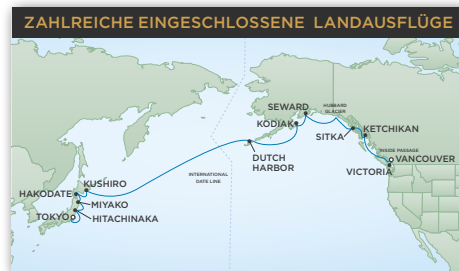 ZAHLREICHE EINGESCHLOSSENE LANDAUSFLÜGE
SEWARD
HUBBARD
GLACIER
KODIAK
SITKA
KETCHIKAN
INSIDE PASSAGE
VANCOUVER
VICTORIA
DUTCH
HARBOR
INTERNATIONAL
DATE LINE
KUSHIRO
HAKODATE
MIYAKO
TOKYO
HITACHINAKA